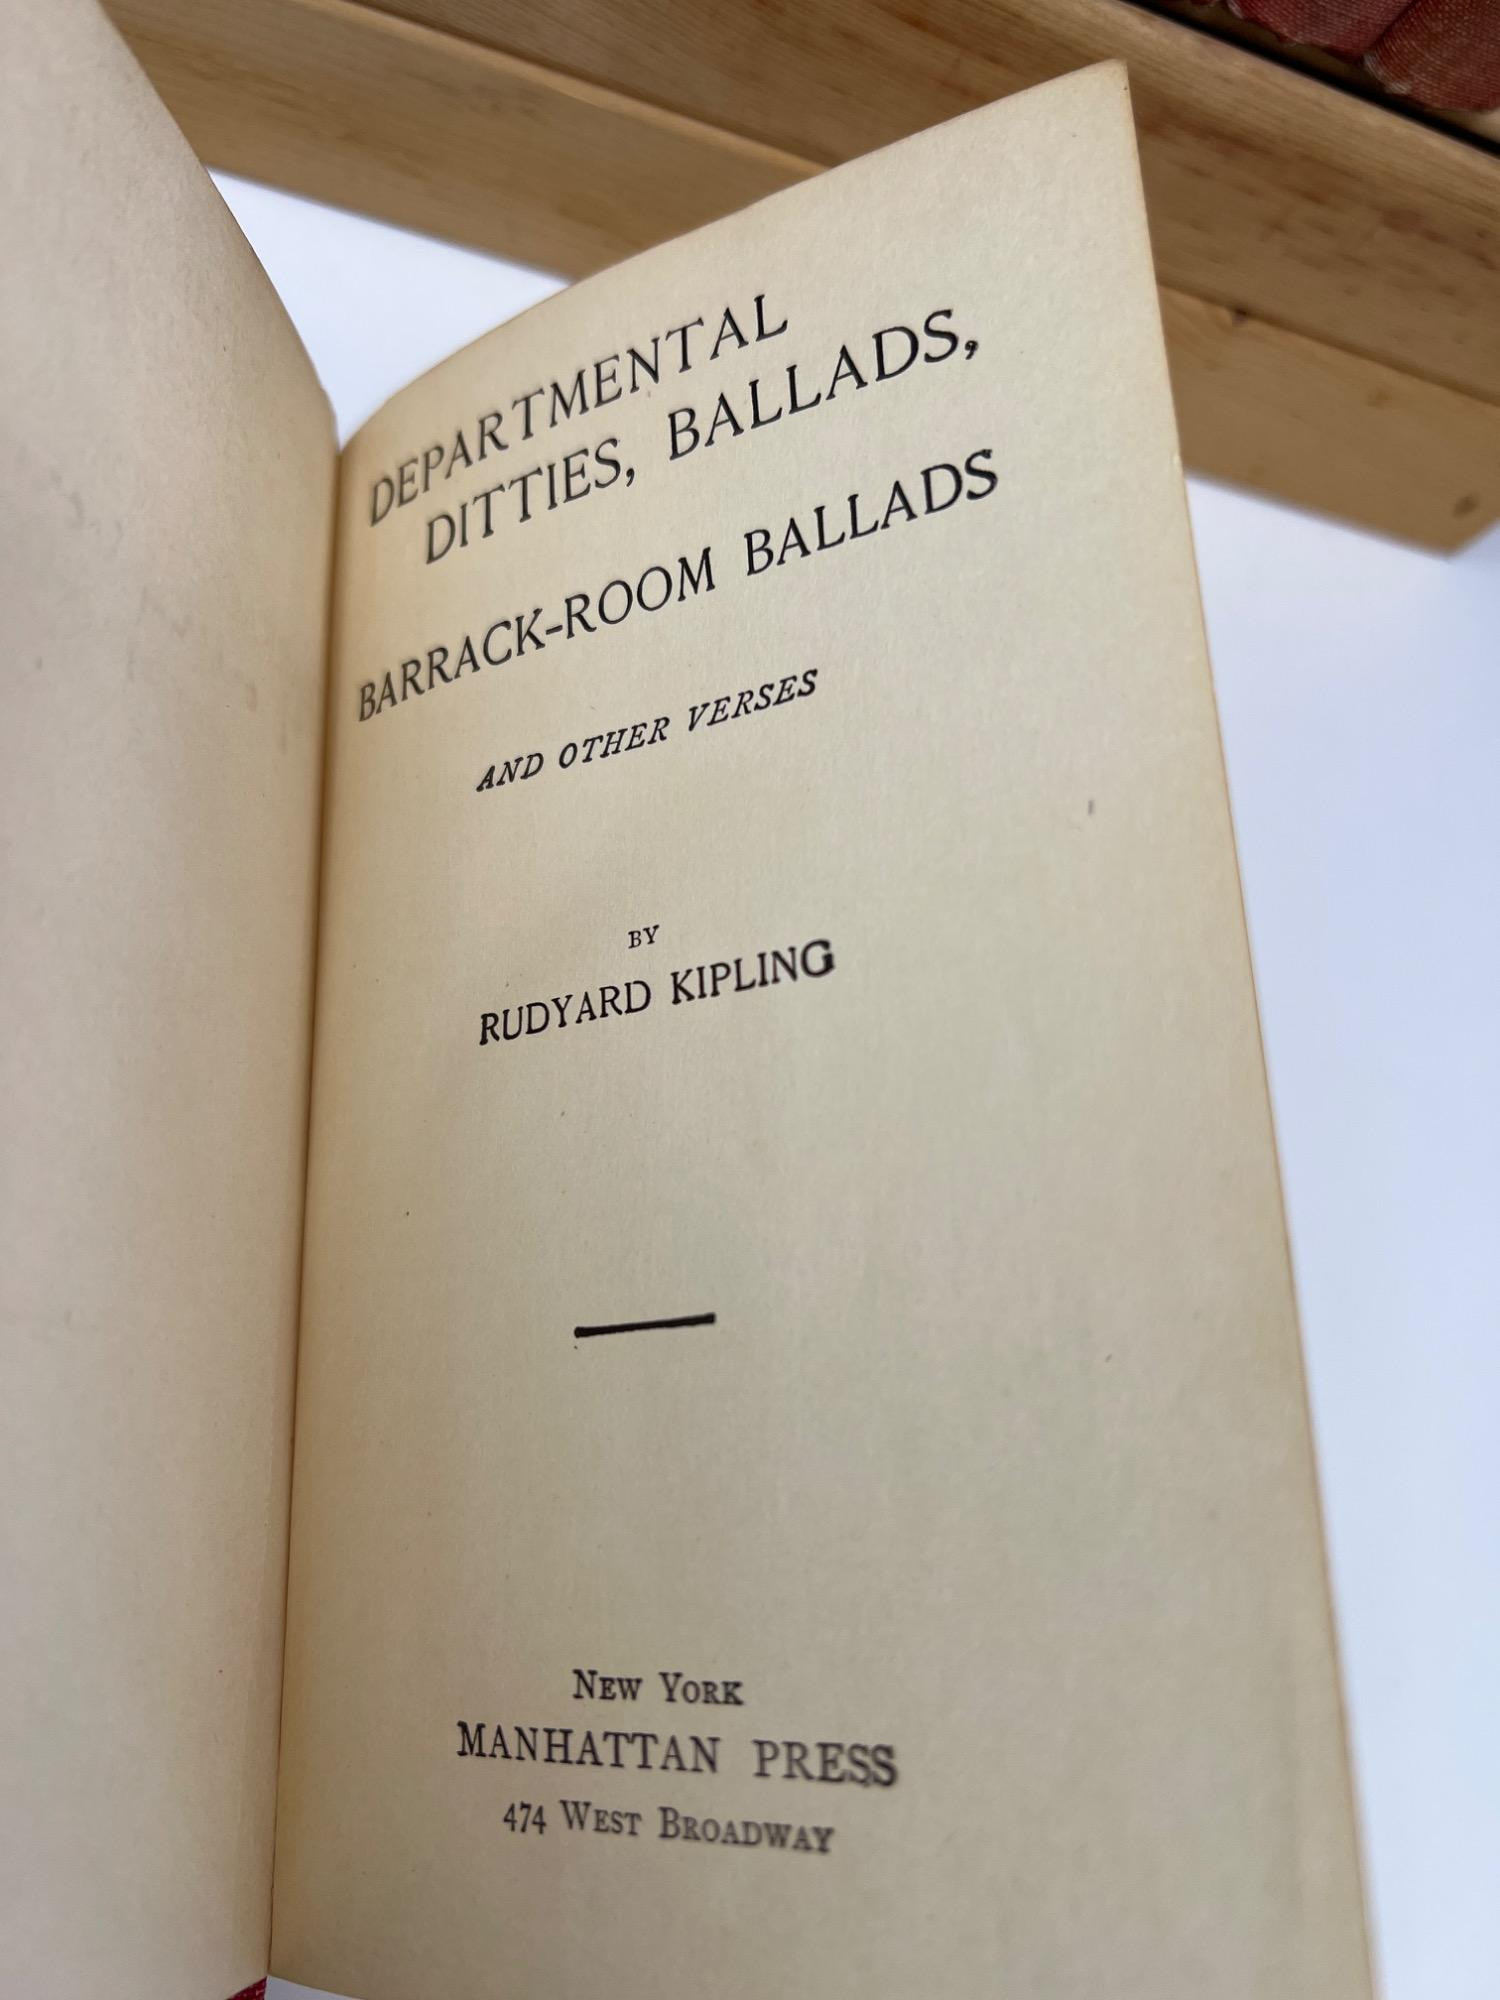 DEPARTMENTAL
DITTIES, BALLADS,
BARRACK-ROOM BALLADS
AND OTHER VERSES
BY
RUDYARD KIPLING
NEW YORK
MANHATTAN PRESS
474 WEST BROADWAY